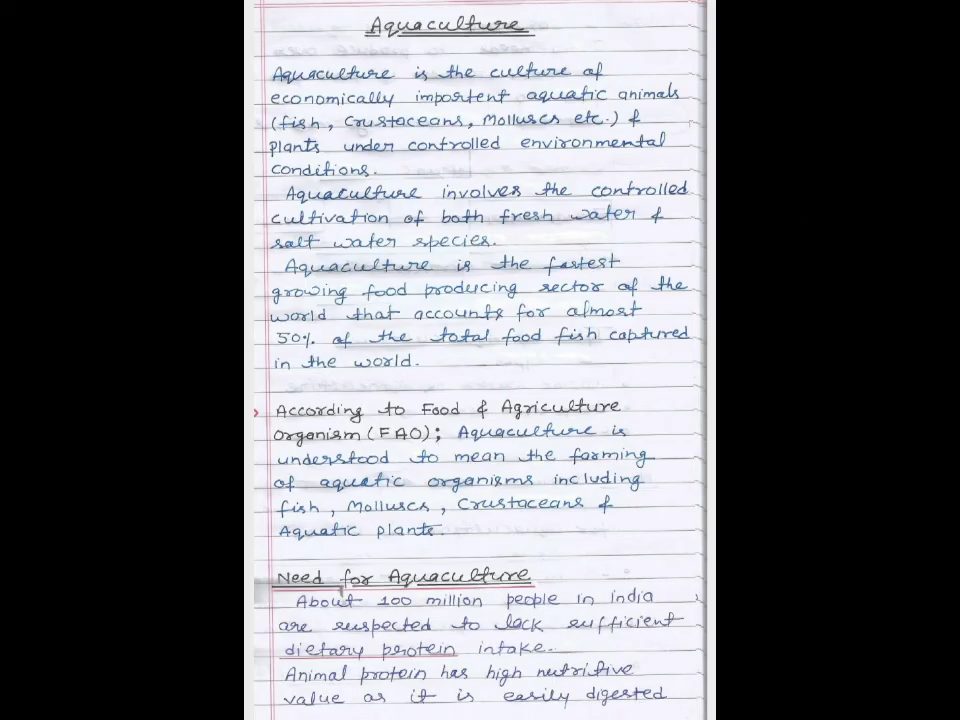 Aquaculture
Aquaculture is the culture of
economically importent aquatic animals
(fish, Crustaceans, Molluscs etc.) &
plants under controlled environmental
conditions.
Aquaculture involves the controlled
cultivation of both fresh water &
salt water species.
Aquaculture is the fastest
growing food producing sector of the
world that accounts for almost
50% of the total food fish captured
in the world.
> According to Food & Agriculture
Organism (FAO); Aquaculture is
understood to mean the farming
of aquatic organisms including
fish, Molluscs, Crustaceans &
Aquatic plants.
Need for Aquaculture
About 100 million people in india
are suspected to lack sufficient
dietary protein intake.
Animal protein has high nutritive
value as it is easily digested